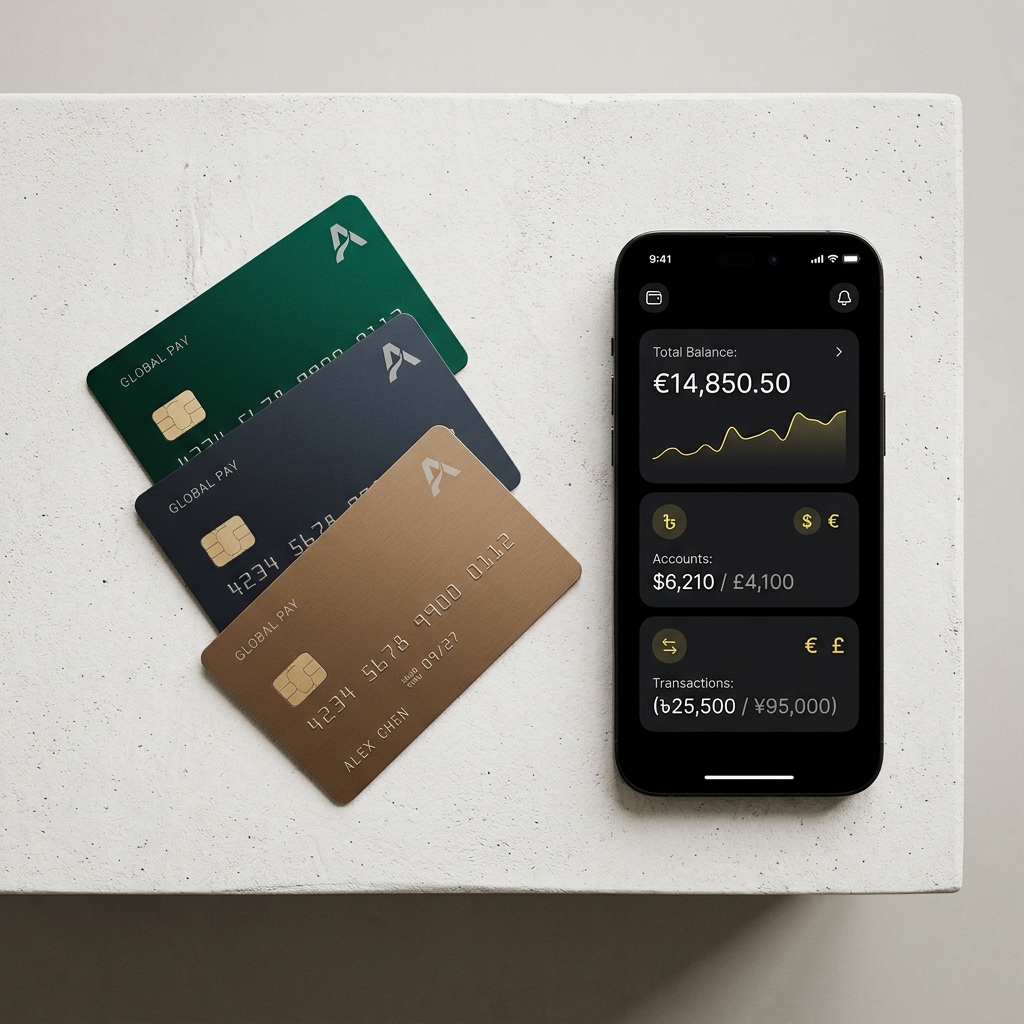 GLOBAL PAY
GLOBAL PAY
4234 5678
GLOBAL PAY
4234 5678 9900 0112
09/27
ALEX CHEN
9:41
Total Balance:
€14,850.50
$ €
Accounts:
$6,210 / £4,100
€ £
Transactions:
(৳25,500 / ¥95,000)